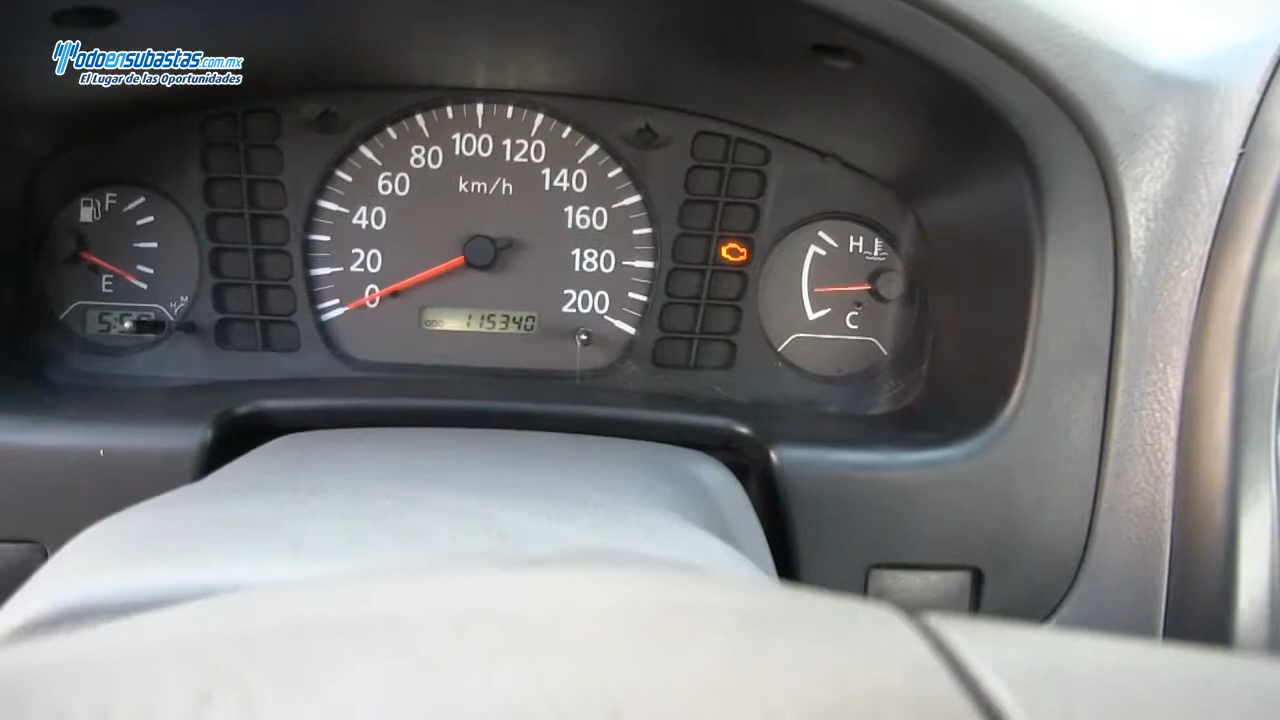 Todoensubastas.com.mx
El Lugar de las Oportunidades
F
E
H
M
0
20
40
60
80
100
120
140
160
180
200
km/h
ODO 115340
H
C